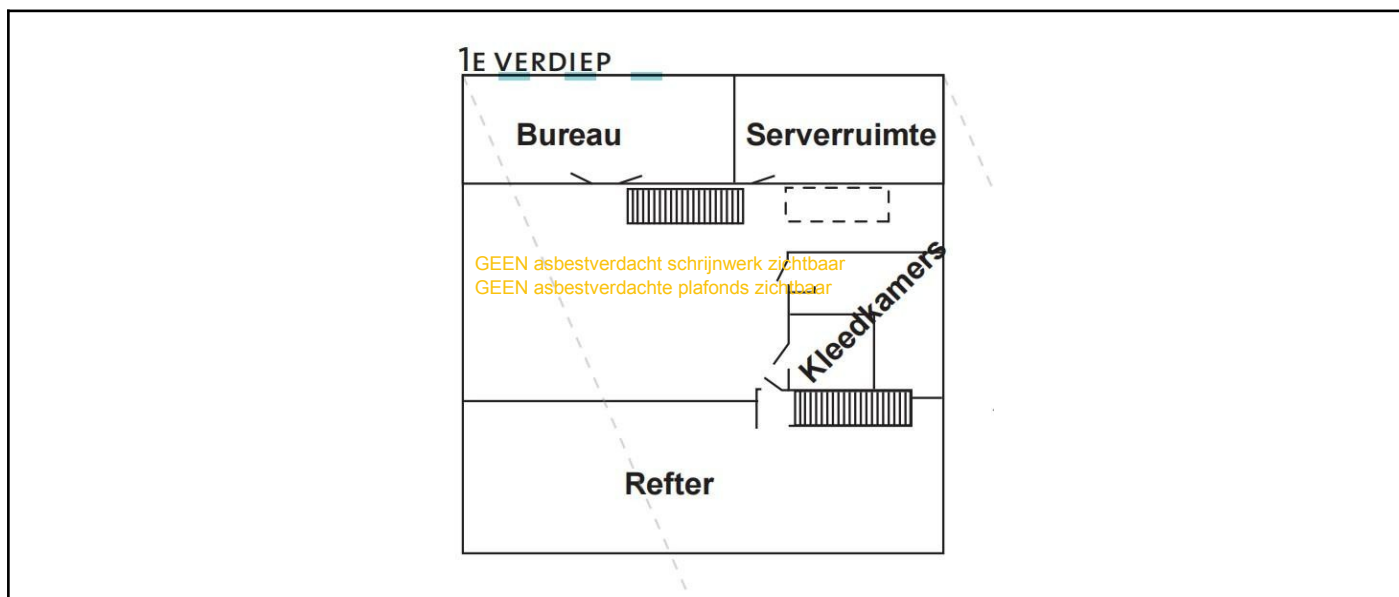 1E VERDIEP
Bureau
Serverruimte
GEEN asbestverdacht schrijnwerk zichtbaar
GEEN asbestverdachte plafonds zichtbaar
Kleedkamers
Refter